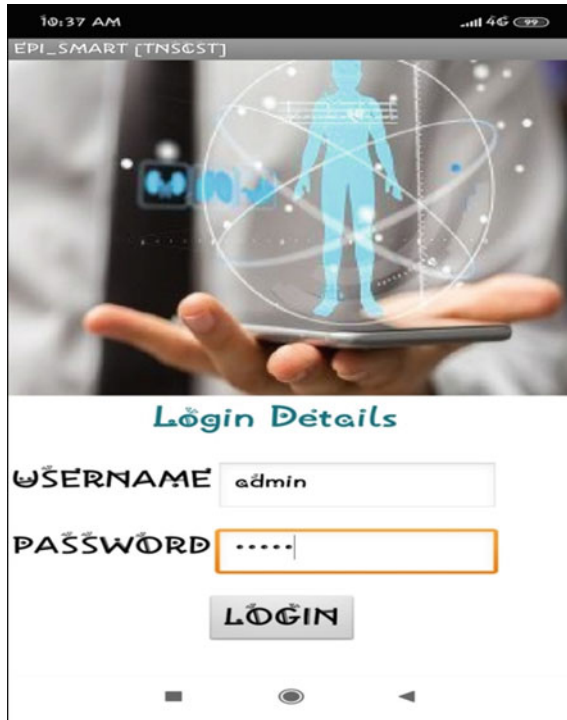 10:37 AM 4G 99
EPI_SMART [TNSCST]
Login Details
USERNAME admin
PASSWORD •••••
LOGIN